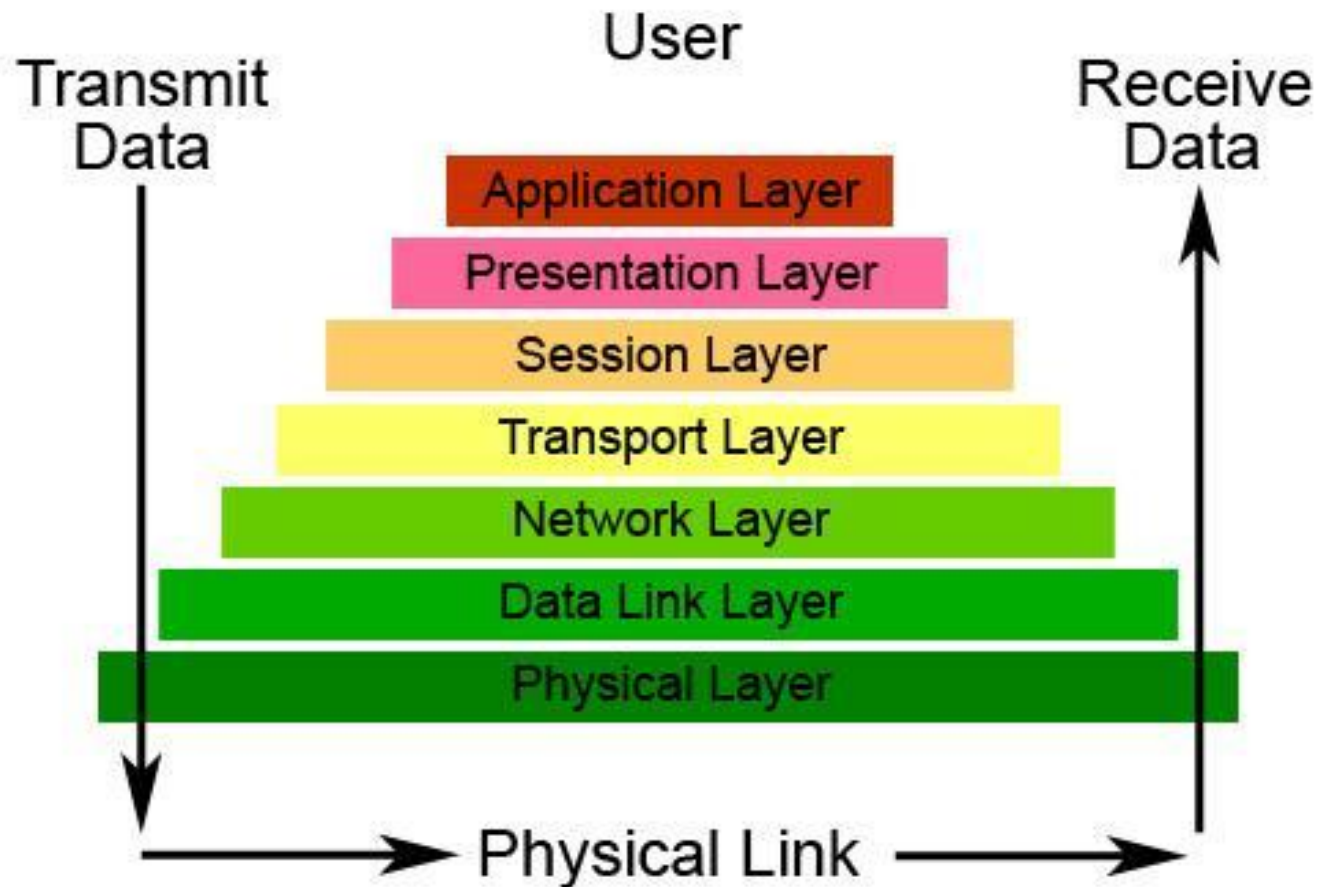 User
Transmit
Data
Receive
Data
Application Layer
Presentation Layer
Session Layer
Transport Layer
Network Layer
Data Link Layer
Physical Layer
Physical Link